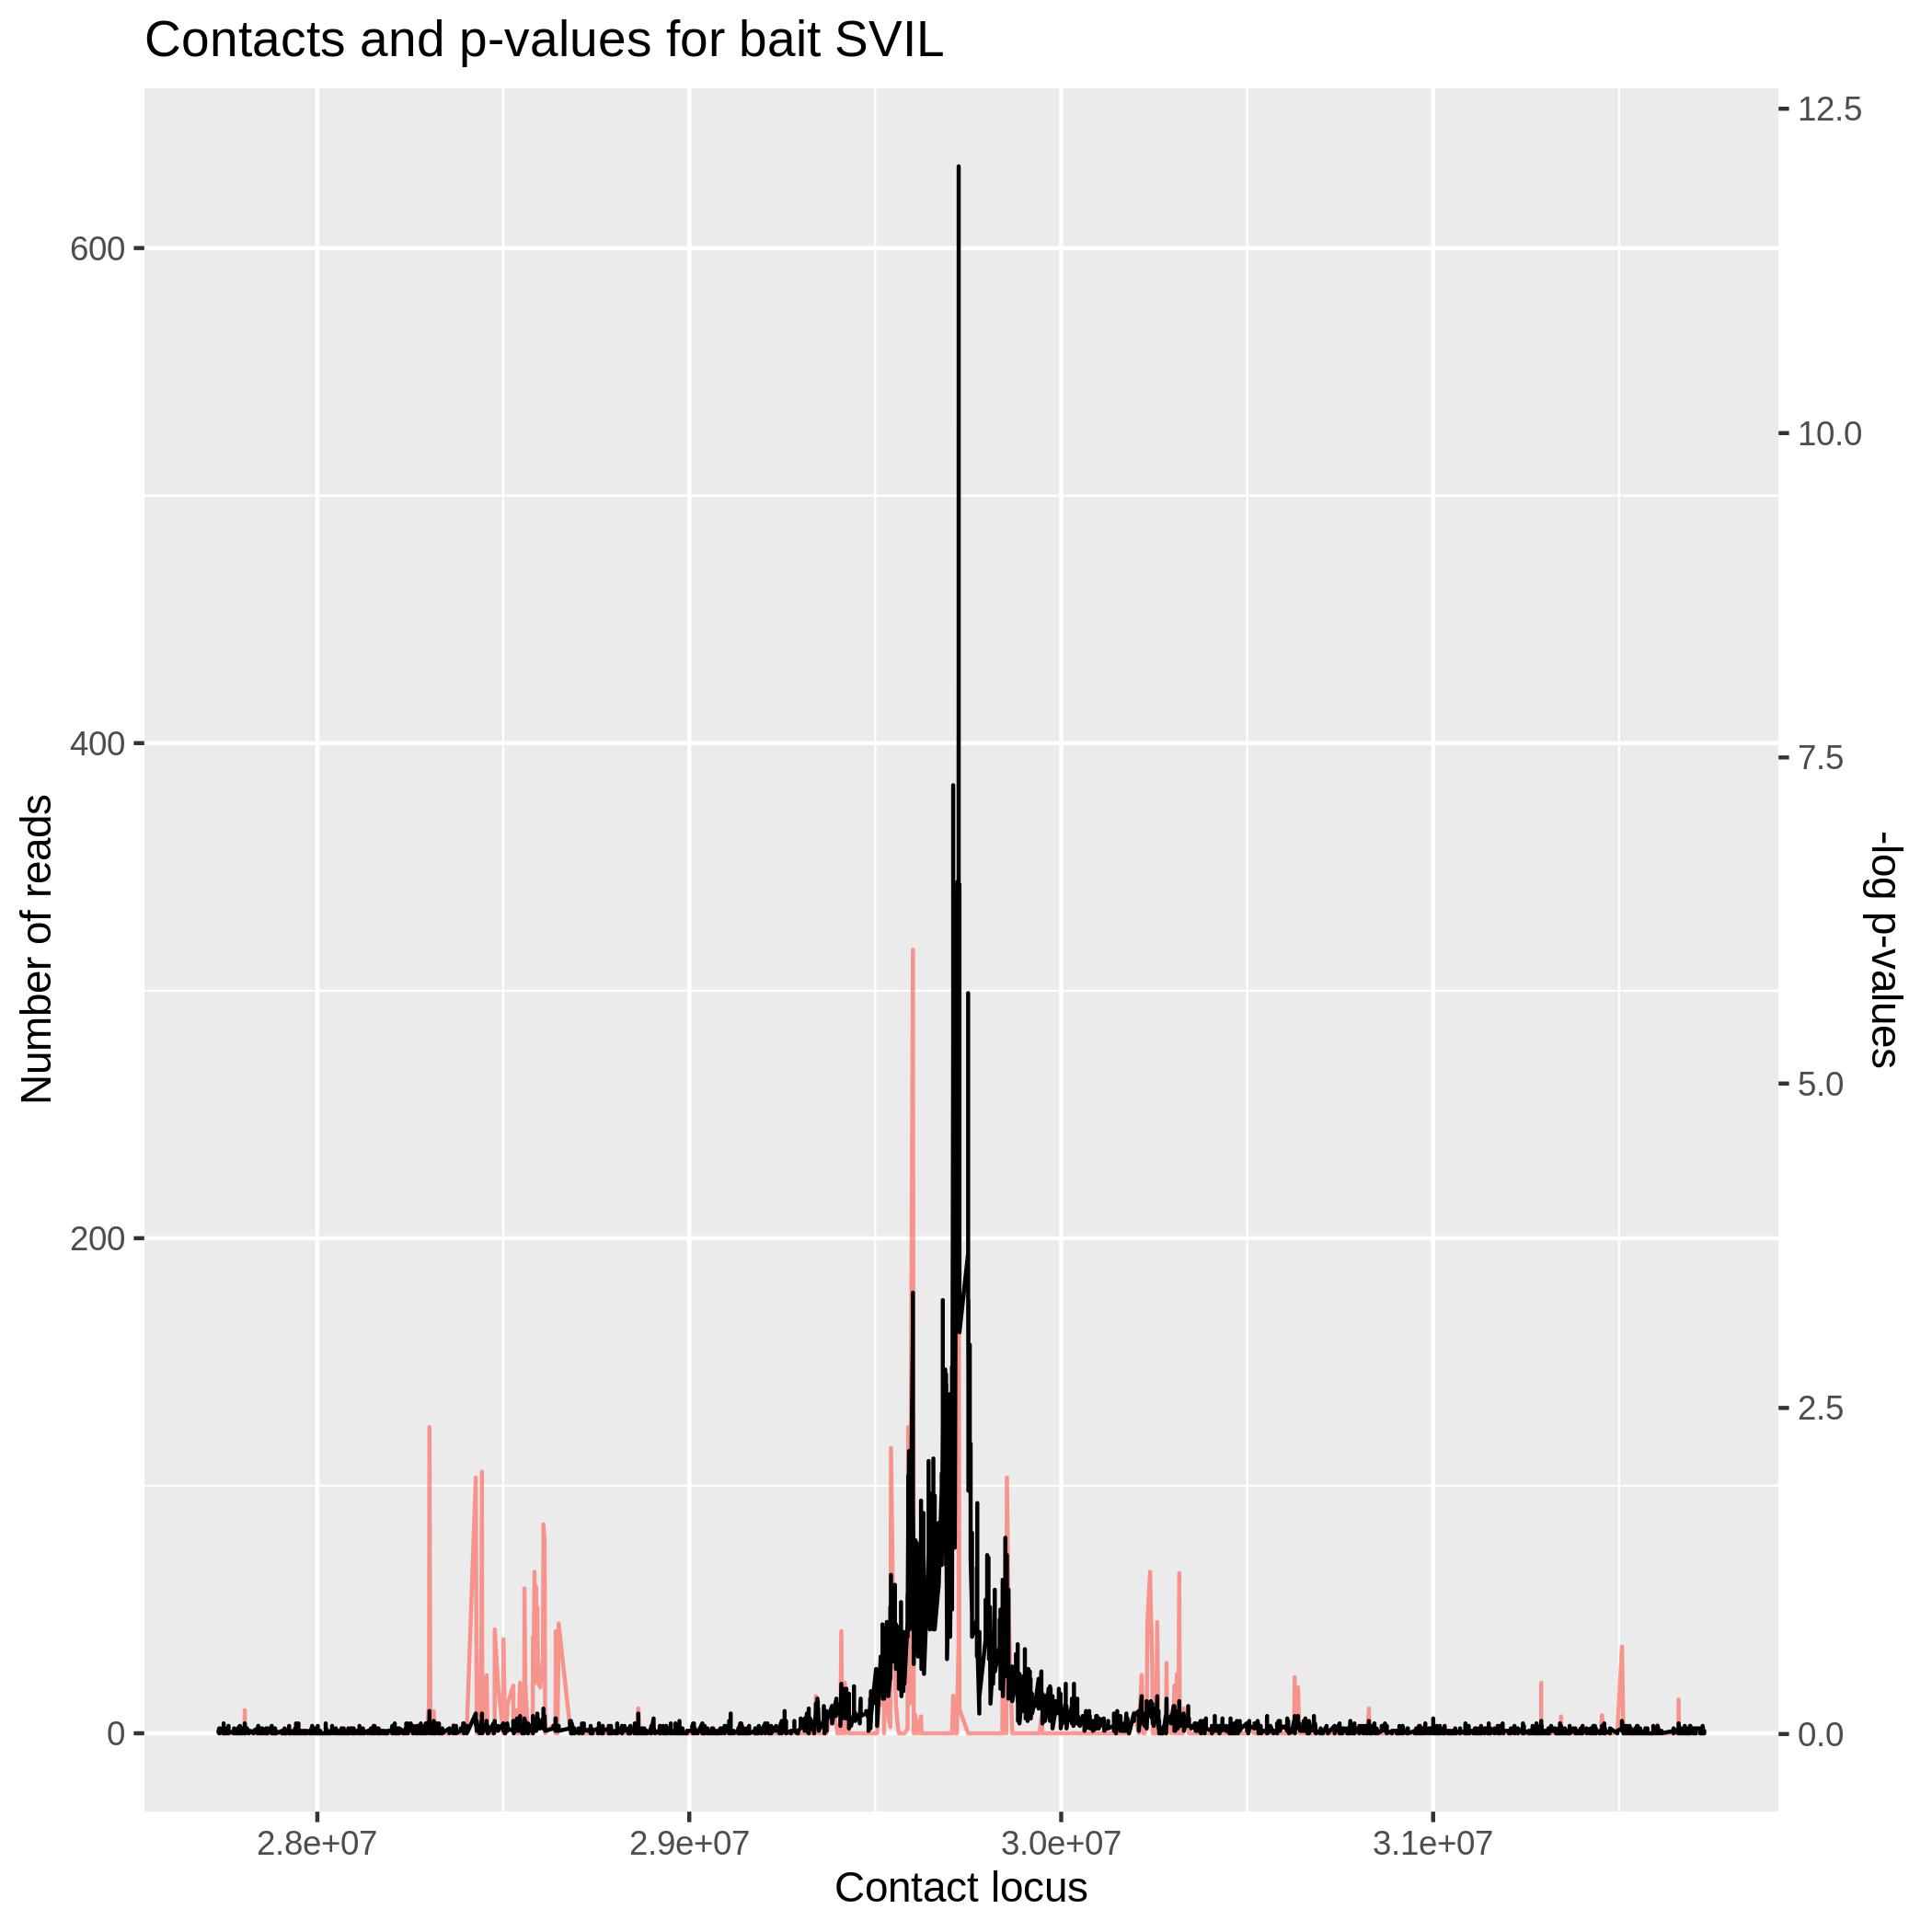 Contacts and p-values for bait SVIL
12.5
600
10.0
400
7.5
Number of reads
-log p-values
5.0
200
2.5
0
0.0
2.8e+07
2.9e+07
3.0e+07
3.1e+07
Contact locus